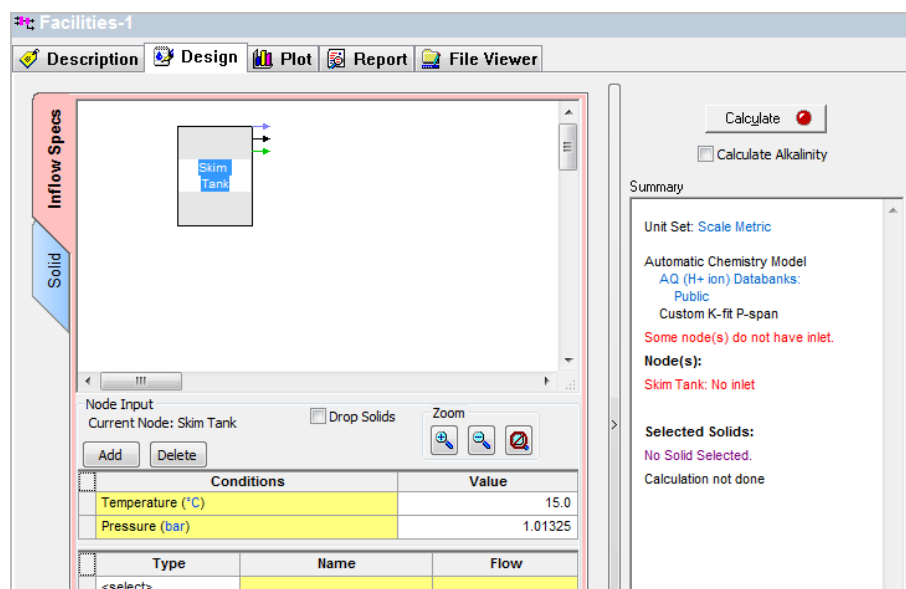 Facilities-1
Description Design Plot Report File Viewer
Inflow Specs
Solid
Skim
Tank
Node Input
Current Node: Skim Tank
Drop Solids
Zoom
Add Delete
Conditions Value
Temperature (°C) 15.0
Pressure (bar) 1.01325
Type Name Flow
<select>
Calculate
Calculate Alkalinity
Summary
Unit Set: Scale Metric
Automatic Chemistry Model
AQ (H+ ion) Databanks:
Public
Custom K-fit P-span
Some node(s) do not have inlet.
Node(s):
Skim Tank: No inlet
Selected Solids:
No Solid Selected.
Calculation not done